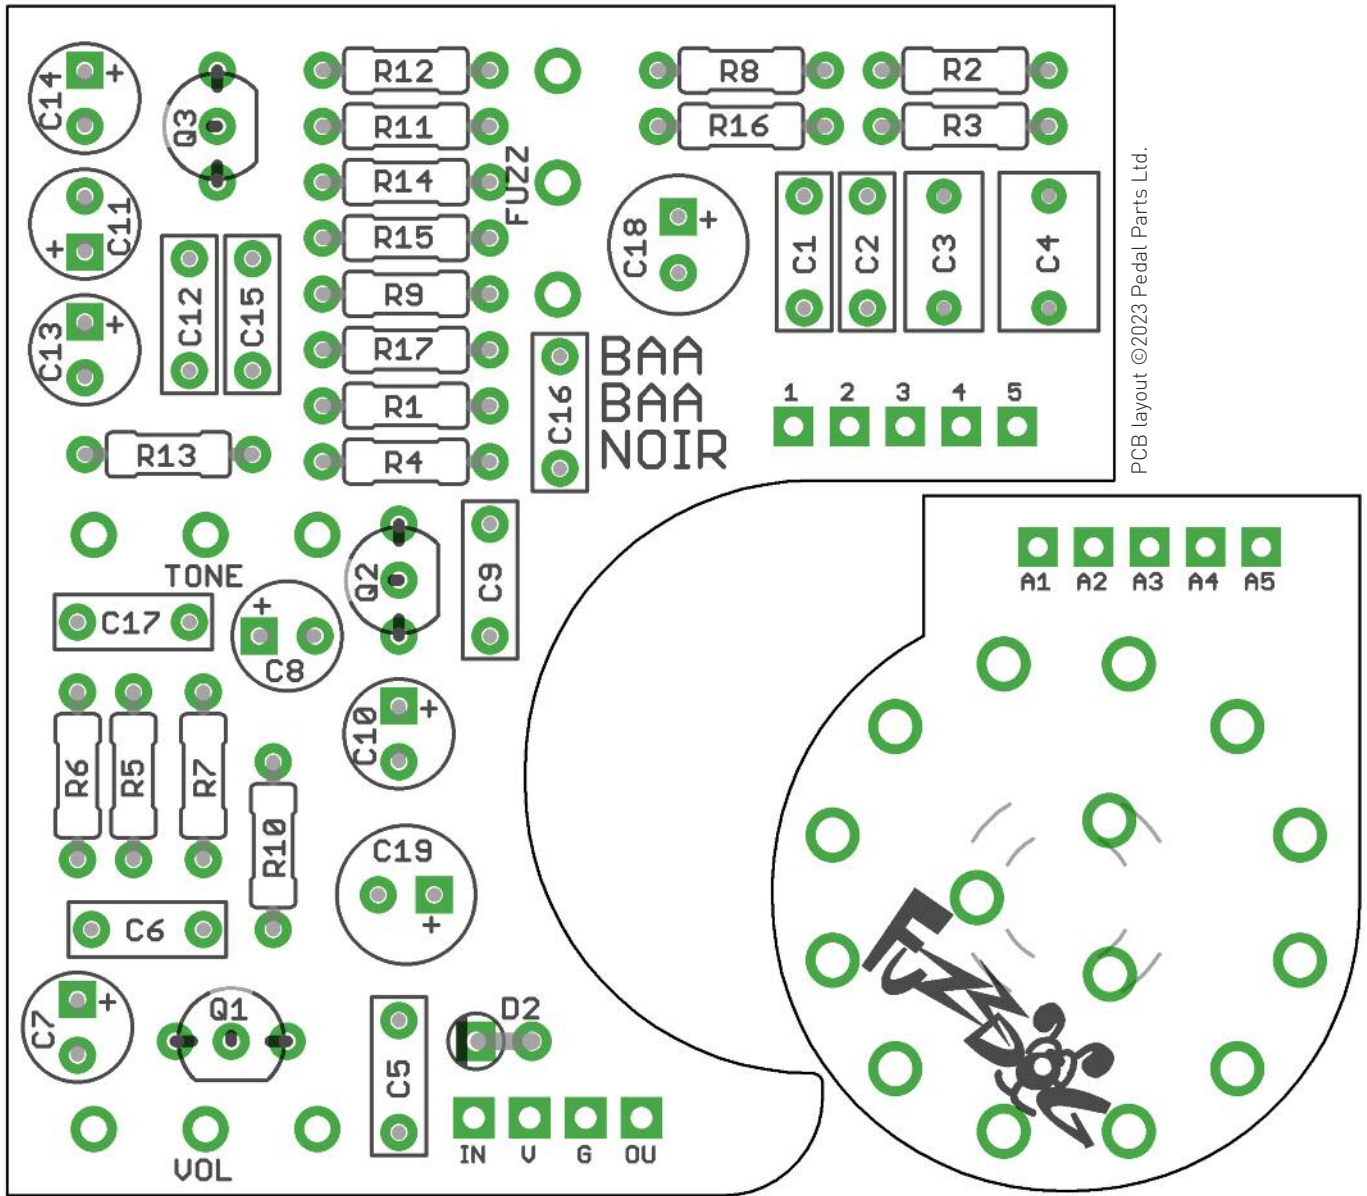 C14
+
Q3
R12
R8
R2
R11
R16
R3
C11
+
R14
FUZZ
R15
C18
+
C1
C2
C3
C4
C12
C15
R9
C13
+
R17
BAA
BAA
NOIR
R1
C16
1 2 3 4 5
R13
R4
PCB layout ©2023 Pedal Parts Ltd.
TONE
Q2
C9
A1 A2 A3 A4 A5
C17
+
C8
C10
+
R6
R5
R7
R10
C19
+
C6
C7
+
Q1
C5
D2
FUZZ DOG
IN V G OU
VOL